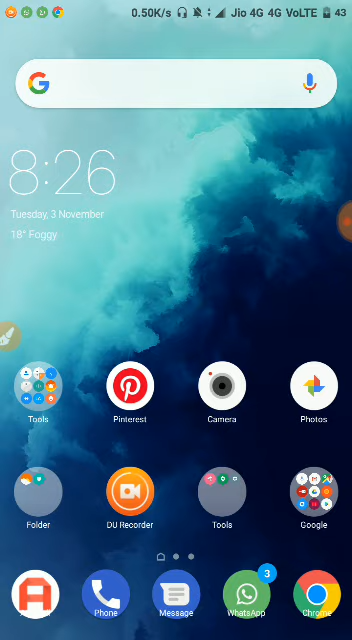 0.50K/s Jio 4G 4G VoLTE 43
8:26
Tuesday, 3 November
18° Foggy
Tools Pinterest Camera Photos
Folder DU Recorder Tools Google
3
Phone Message WhatsApp Chrome